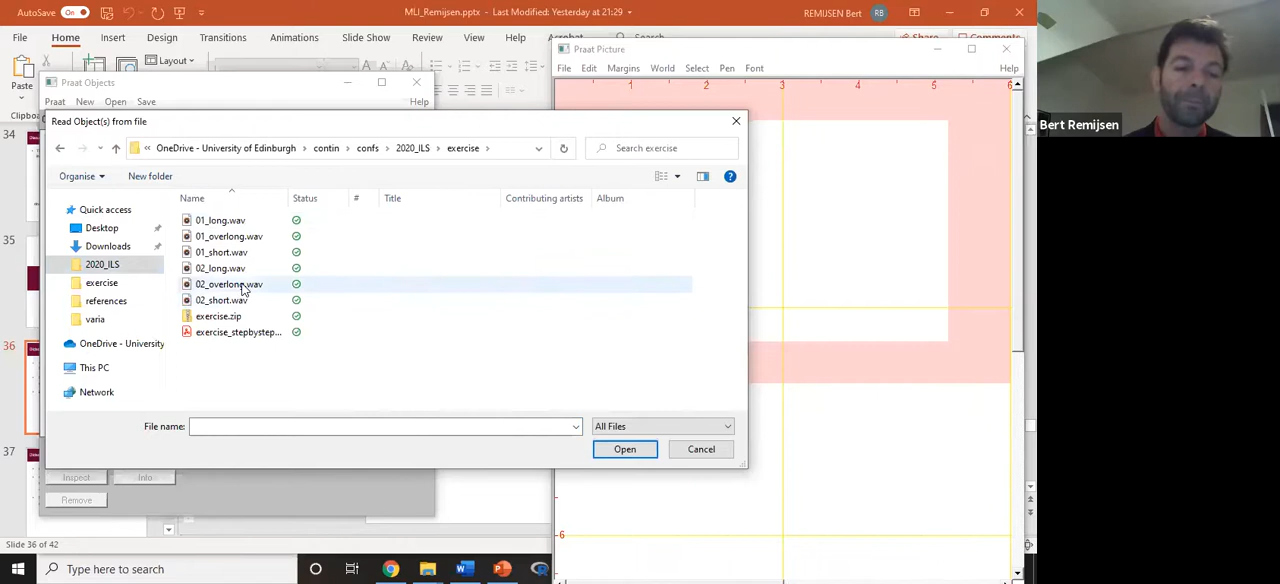 AutoSave On MLI_Remijsen.pptx - Last Modified: Yesterday at 21:29 REMIJSEN Bert RB
File Home Insert Design Transitions Animations Slide Show Review View Help Acrobat Search Share Comments
Paste
Clipboard
Layout
Praat Objects
Praat New Open Save Help
Praat Picture
File Edit Margins World Select Pen Font Help
1 2 3 4 5 6
Read Object(s) from file
« OneDrive - University of Edinburgh contin confs 2020_ILS exercise
Search exercise
Organise New folder
Name Status # Title Contributing artists Album
Quick access
Desktop
Downloads
2020_ILS
exercise
references
varia
OneDrive - University
This PC
Network
01_long.wav
01_overlong.wav
01_short.wav
02_long.wav
02_overlong.wav
02_short.wav
exercise.zip
exercise_stepbystep...
File name: All Files
Open Cancel
Inspect Info
Remove
34
35
36
37
6
Slide 36 of 42
Type here to search
Bert Remijsen